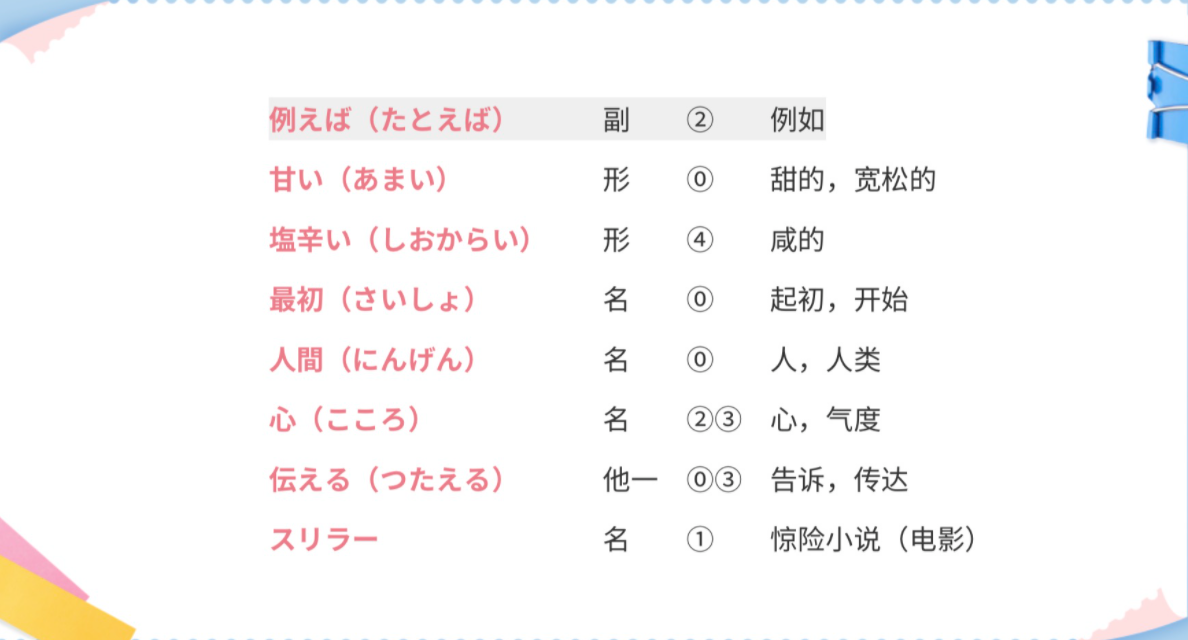 例えば（たとえば） 副 ② 例如
甘い（あまい） 形 ⓪ 甜的，宽松的
塩辛い（しおからい） 形 ④ 咸的
最初（さいしょ） 名 ⓪ 起初，开始
人間（にんげん） 名 ⓪ 人，人类
心（こころ） 名 ②③ 心，气度
伝える（つたえる） 他一 ⓪③ 告诉，传达
スリラー 名 ① 惊险小说（电影）